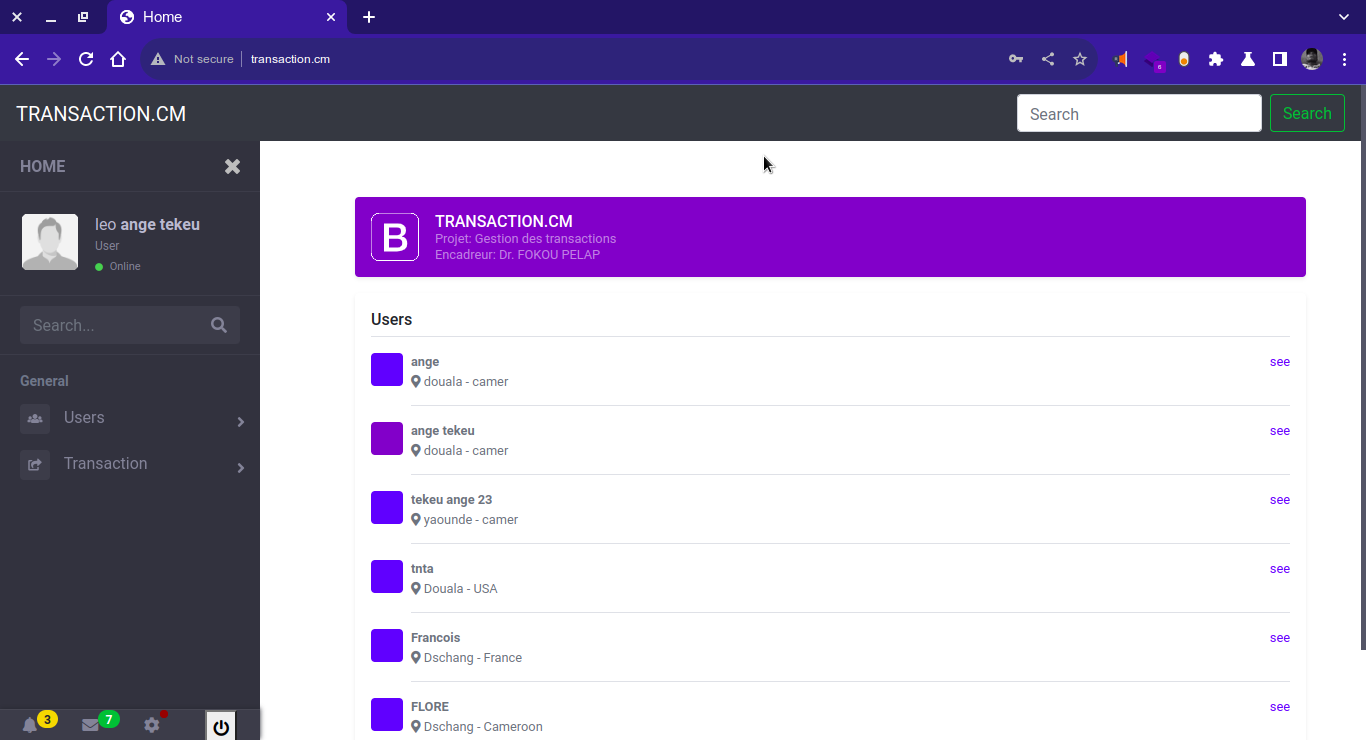 Home
Not secure
transcription.cm
6
TRANSACTION.CM
Search
Search
HOME
leo ange tekeu
User
Online
Search...
General
Users
Transaction
3
7
B
TRANSACTION.CM
Projet: Gestion des transactions
Encadreur: Dr. FOKOU PELAP
Users
ange
see
douala - camer
ange tekeu
see
douala - camer
tekeu ange 23
see
yaounde - camer
tnta
see
Douala - USA
Francois
see
Dschang - France
FLORE
see
Dschang - Cameroon